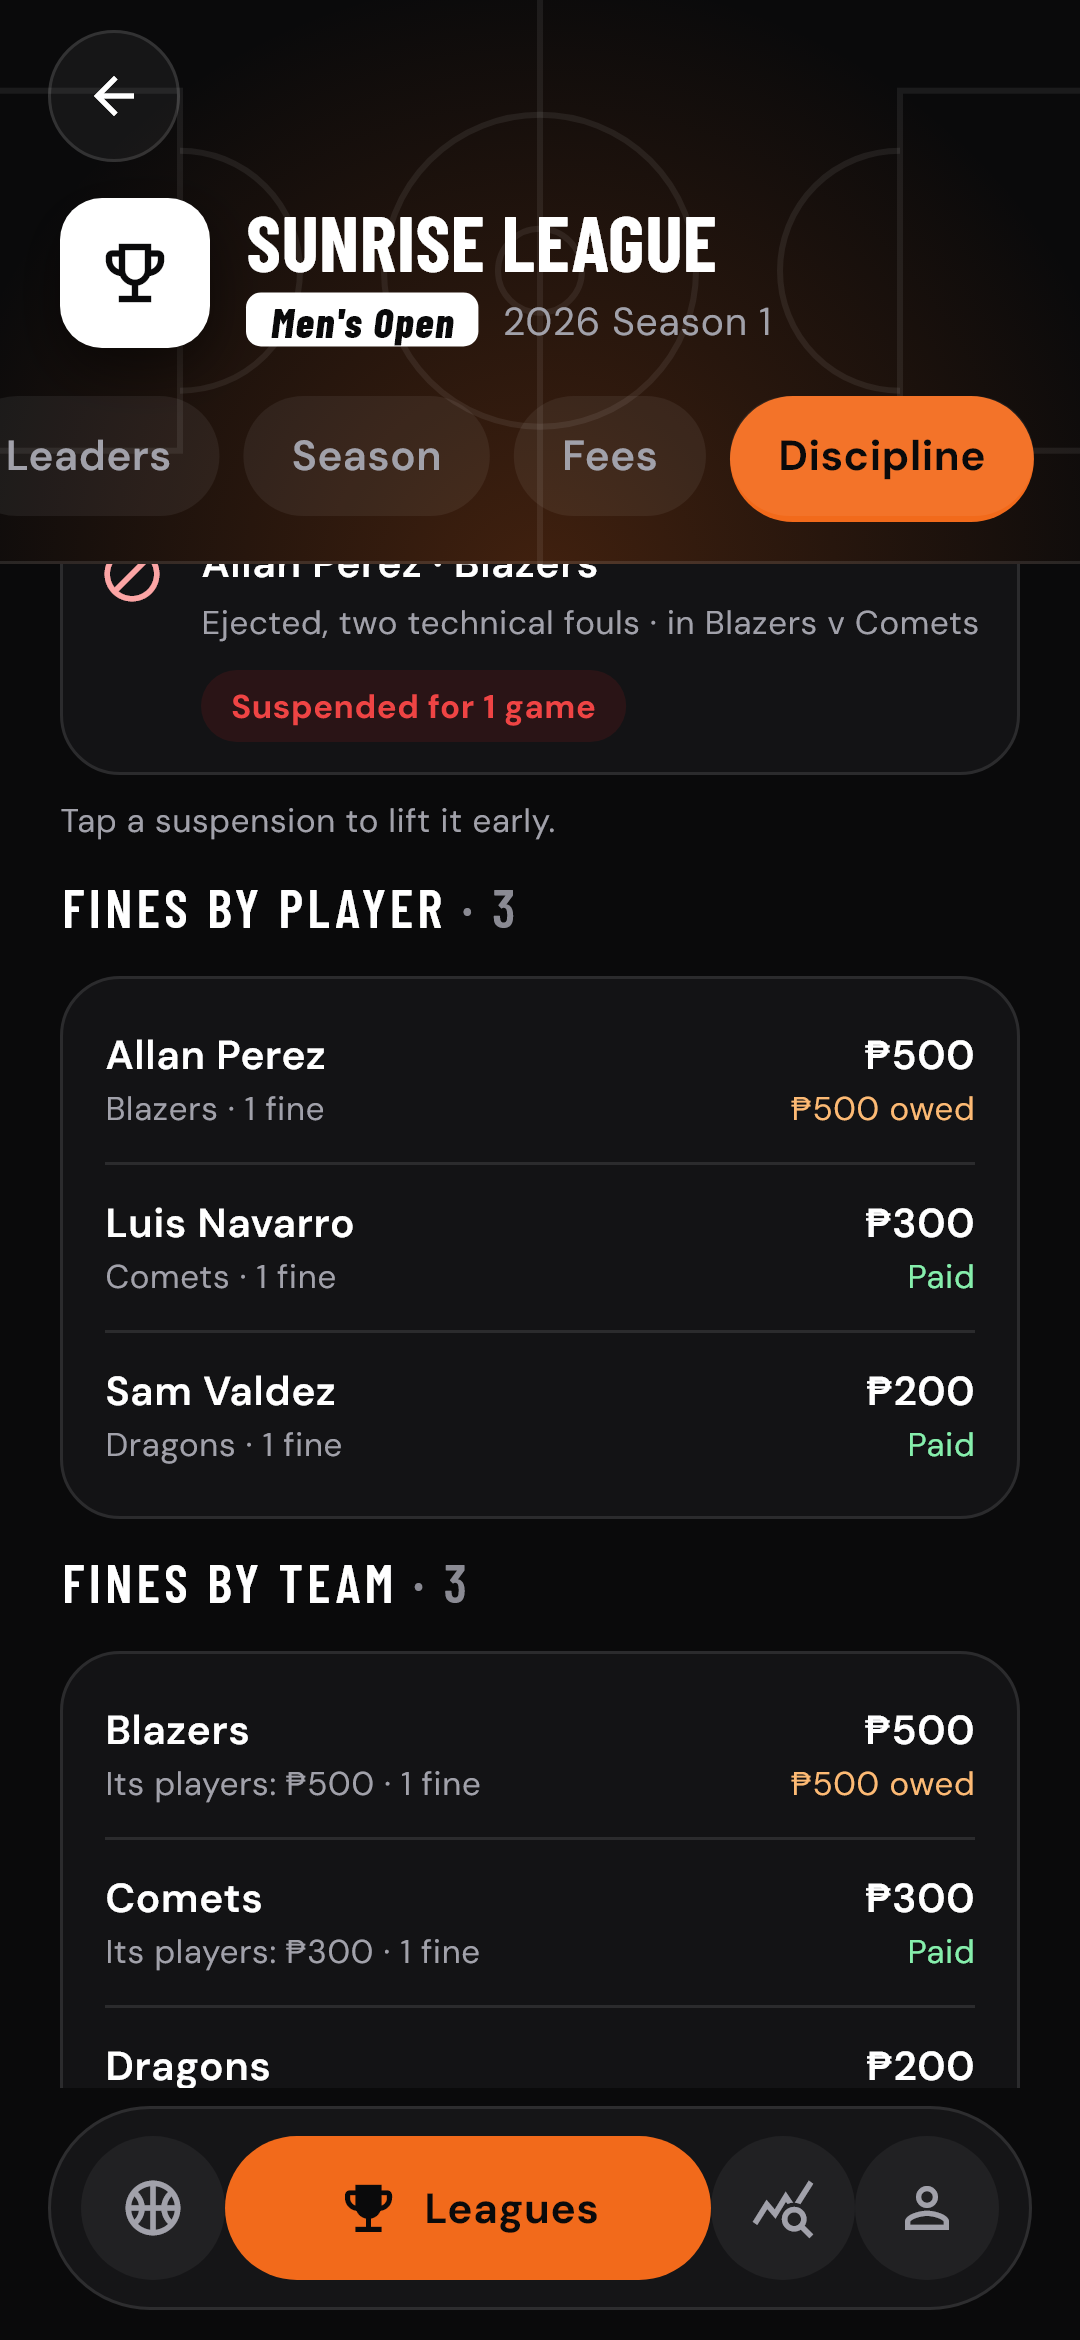 SUNRISE LEAGUE
Men's Open 2026 Season 1
Leaders Season Fees Discipline
Allan Perez · Blazers
Ejected, two technical fouls · in Blazers v Comets
Suspended for 1 game
Tap a suspension to lift it early.
FINES BY PLAYER · 3
Allan Perez ₱500
Blazers · 1 fine ₱500 owed
Luis Navarro ₱300
Comets · 1 fine Paid
Sam Valdez ₱200
Dragons · 1 fine Paid
FINES BY TEAM · 3
Blazers ₱500
Its players: ₱500 · 1 fine ₱500 owed
Comets ₱300
Its players: ₱300 · 1 fine Paid
Dragons ₱200
Leagues